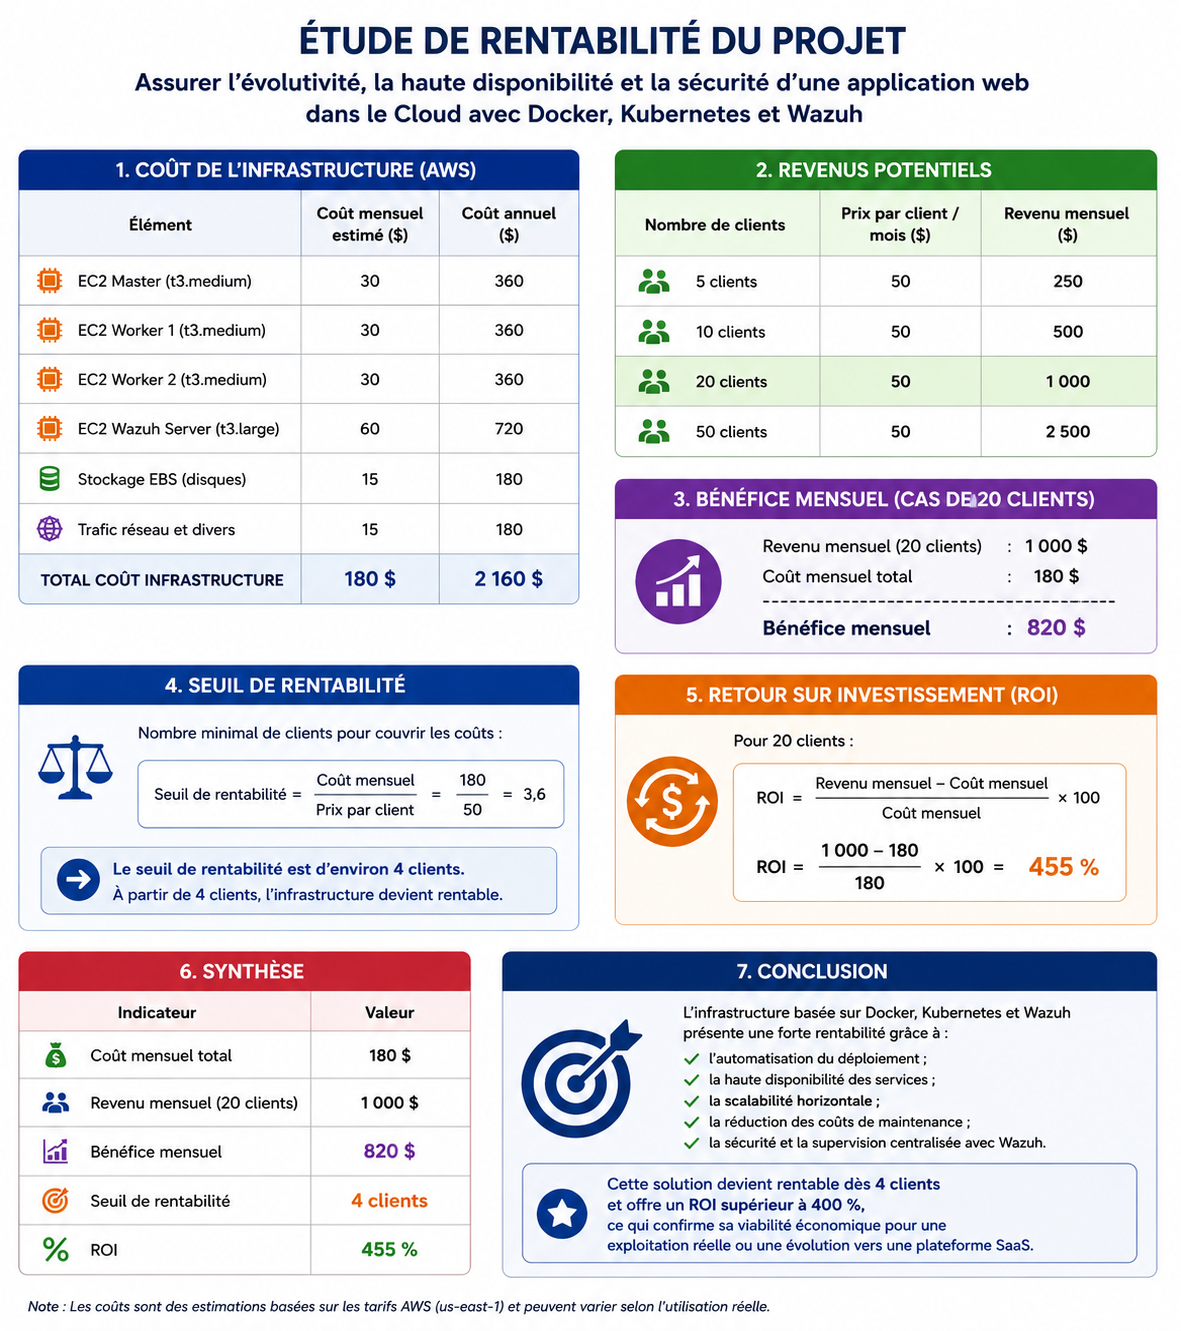 ÉTUDE DE RENTABILITÉ DU PROJET
Assurer l'évolutivité, la haute disponibilité et la sécurité d'une application web
dans le Cloud avec Docker, Kubernetes et Wazuh
1. COÛT DE L'INFRASTRUCTURE (AWS)
Élément Coût mensuel estimé ($) Coût annuel ($)
EC2 Master (t3.medium) 30 360
EC2 Worker 1 (t3.medium) 30 360
EC2 Worker 2 (t3.medium) 30 360
EC2 Wazuh Server (t3.large) 60 720
Stockage EBS (disques) 15 180
Trafic réseau et divers 15 180
TOTAL COÛT INFRASTRUCTURE 180 $ 2 160 $
2. REVENUS POTENTIELS
Nombre de clients Prix par client / mois ($) Revenu mensuel ($)
5 clients 50 250
10 clients 50 500
20 clients 50 1 000
50 clients 50 2 500
3. BÉNÉFICE MENSUEL (CAS DE 20 CLIENTS)
Revenu mensuel (20 clients) : 1 000 $
Coût mensuel total : 180 $
Bénéfice mensuel : 820 $
4. SEUIL DE RENTABILITÉ
Nombre minimal de clients pour couvrir les coûts :
Seuil de rentabilité = Coût mensuel / Prix par client = 180 / 50 = 3,6
Le seuil de rentabilité est d'environ 4 clients.
À partir de 4 clients, l'infrastructure devient rentable.
5. RETOUR SUR INVESTISSEMENT (ROI)
Pour 20 clients :
ROI = Revenu mensuel – Coût mensuel / Coût mensuel × 100
ROI = 1 000 – 180 / 180 × 100 = 455 %
6. SYNTHÈSE
Indicateur Valeur
Coût mensuel total 180 $
Revenu mensuel (20 clients) 1 000 $
Bénéfice mensuel 820 $
Seuil de rentabilité 4 clients
ROI 455 %
7. CONCLUSION
L'infrastructure basée sur Docker, Kubernetes et Wazuh
présente une forte rentabilité grâce à :
l'automatisation du déploiement ;
la haute disponibilité des services ;
la scalabilité horizontale ;
la réduction des coûts de maintenance ;
la sécurité et la supervision centralisée avec Wazuh.
Cette solution devient rentable dès 4 clients
et offre un ROI supérieur à 400 %,
ce qui confirme sa viabilité économique pour une
exploitation réelle ou une évolution vers une plateforme SaaS.
Note : Les coûts sont des estimations basées sur les tarifs AWS (us-east-1) et peuvent varier selon l'utilisation réelle.